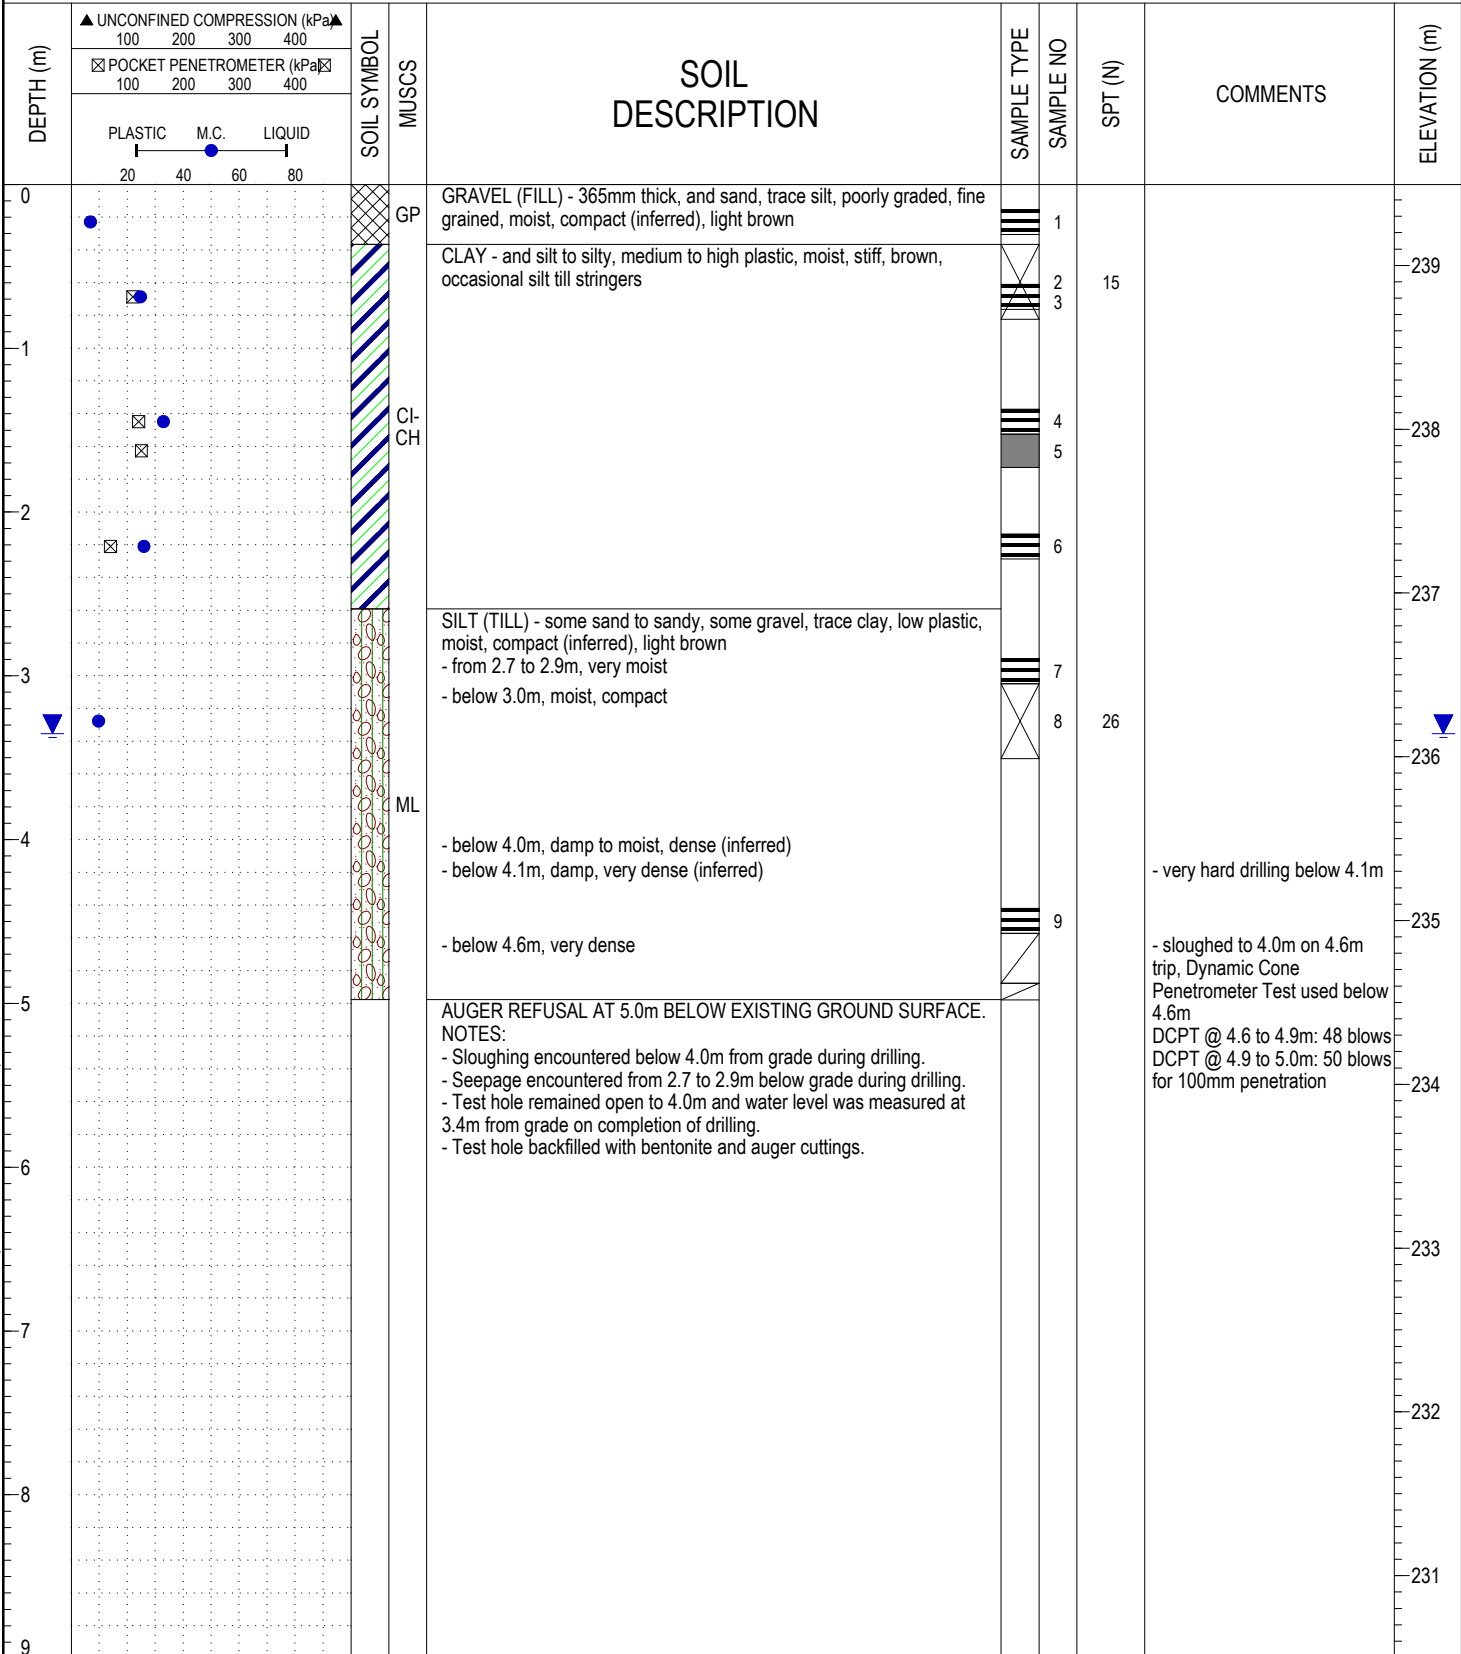 DEPTH (m)
UNCONFINED COMPRESSION (kPa)
100 200 300 400
POCKET PENETROMETER (kPa)
100 200 300 400
PLASTIC M.C. LIQUID
20 40 60 80
SOIL SYMBOL
MUSCS
SOIL
DESCRIPTION
SAMPLE TYPE
SAMPLE NO
SPT (N)
COMMENTS
ELEVATION (m)
0
GP
GRAVEL (FILL) - 365mm thick, and sand, trace silt, poorly graded, fine
grained, moist, compact (inferred), light brown
1
CLAY - and silt to silty, medium to high plastic, moist, stiff, brown,
occasional silt till stringers
2 15
3
239
1
CI-
CH
4
5
238
2
6
237
SILT (TILL) - some sand to sandy, some gravel, trace clay, low plastic,
moist, compact (inferred), light brown
- from 2.7 to 2.9m, very moist
7
3
- below 3.0m, moist, compact
8 26
236
ML
4
- below 4.0m, damp to moist, dense (inferred)
- below 4.1m, damp, very dense (inferred)
- very hard drilling below 4.1m
9
235
- below 4.6m, very dense
- sloughed to 4.0m on 4.6m
trip, Dynamic Cone
Penetrometer Test used below
4.6m
DCPT @ 4.6 to 4.9m: 48 blows
DCPT @ 4.9 to 5.0m: 50 blows
for 100mm penetration
5
AUGER REFUSAL AT 5.0m BELOW EXISTING GROUND SURFACE.
NOTES:
- Sloughing encountered below 4.0m from grade during drilling.
- Seepage encountered from 2.7 to 2.9m below grade during drilling.
- Test hole remained open to 4.0m and water level was measured at
3.4m from grade on completion of drilling.
- Test hole backfilled with bentonite and auger cuttings.
234
6
233
7
232
8
231
9